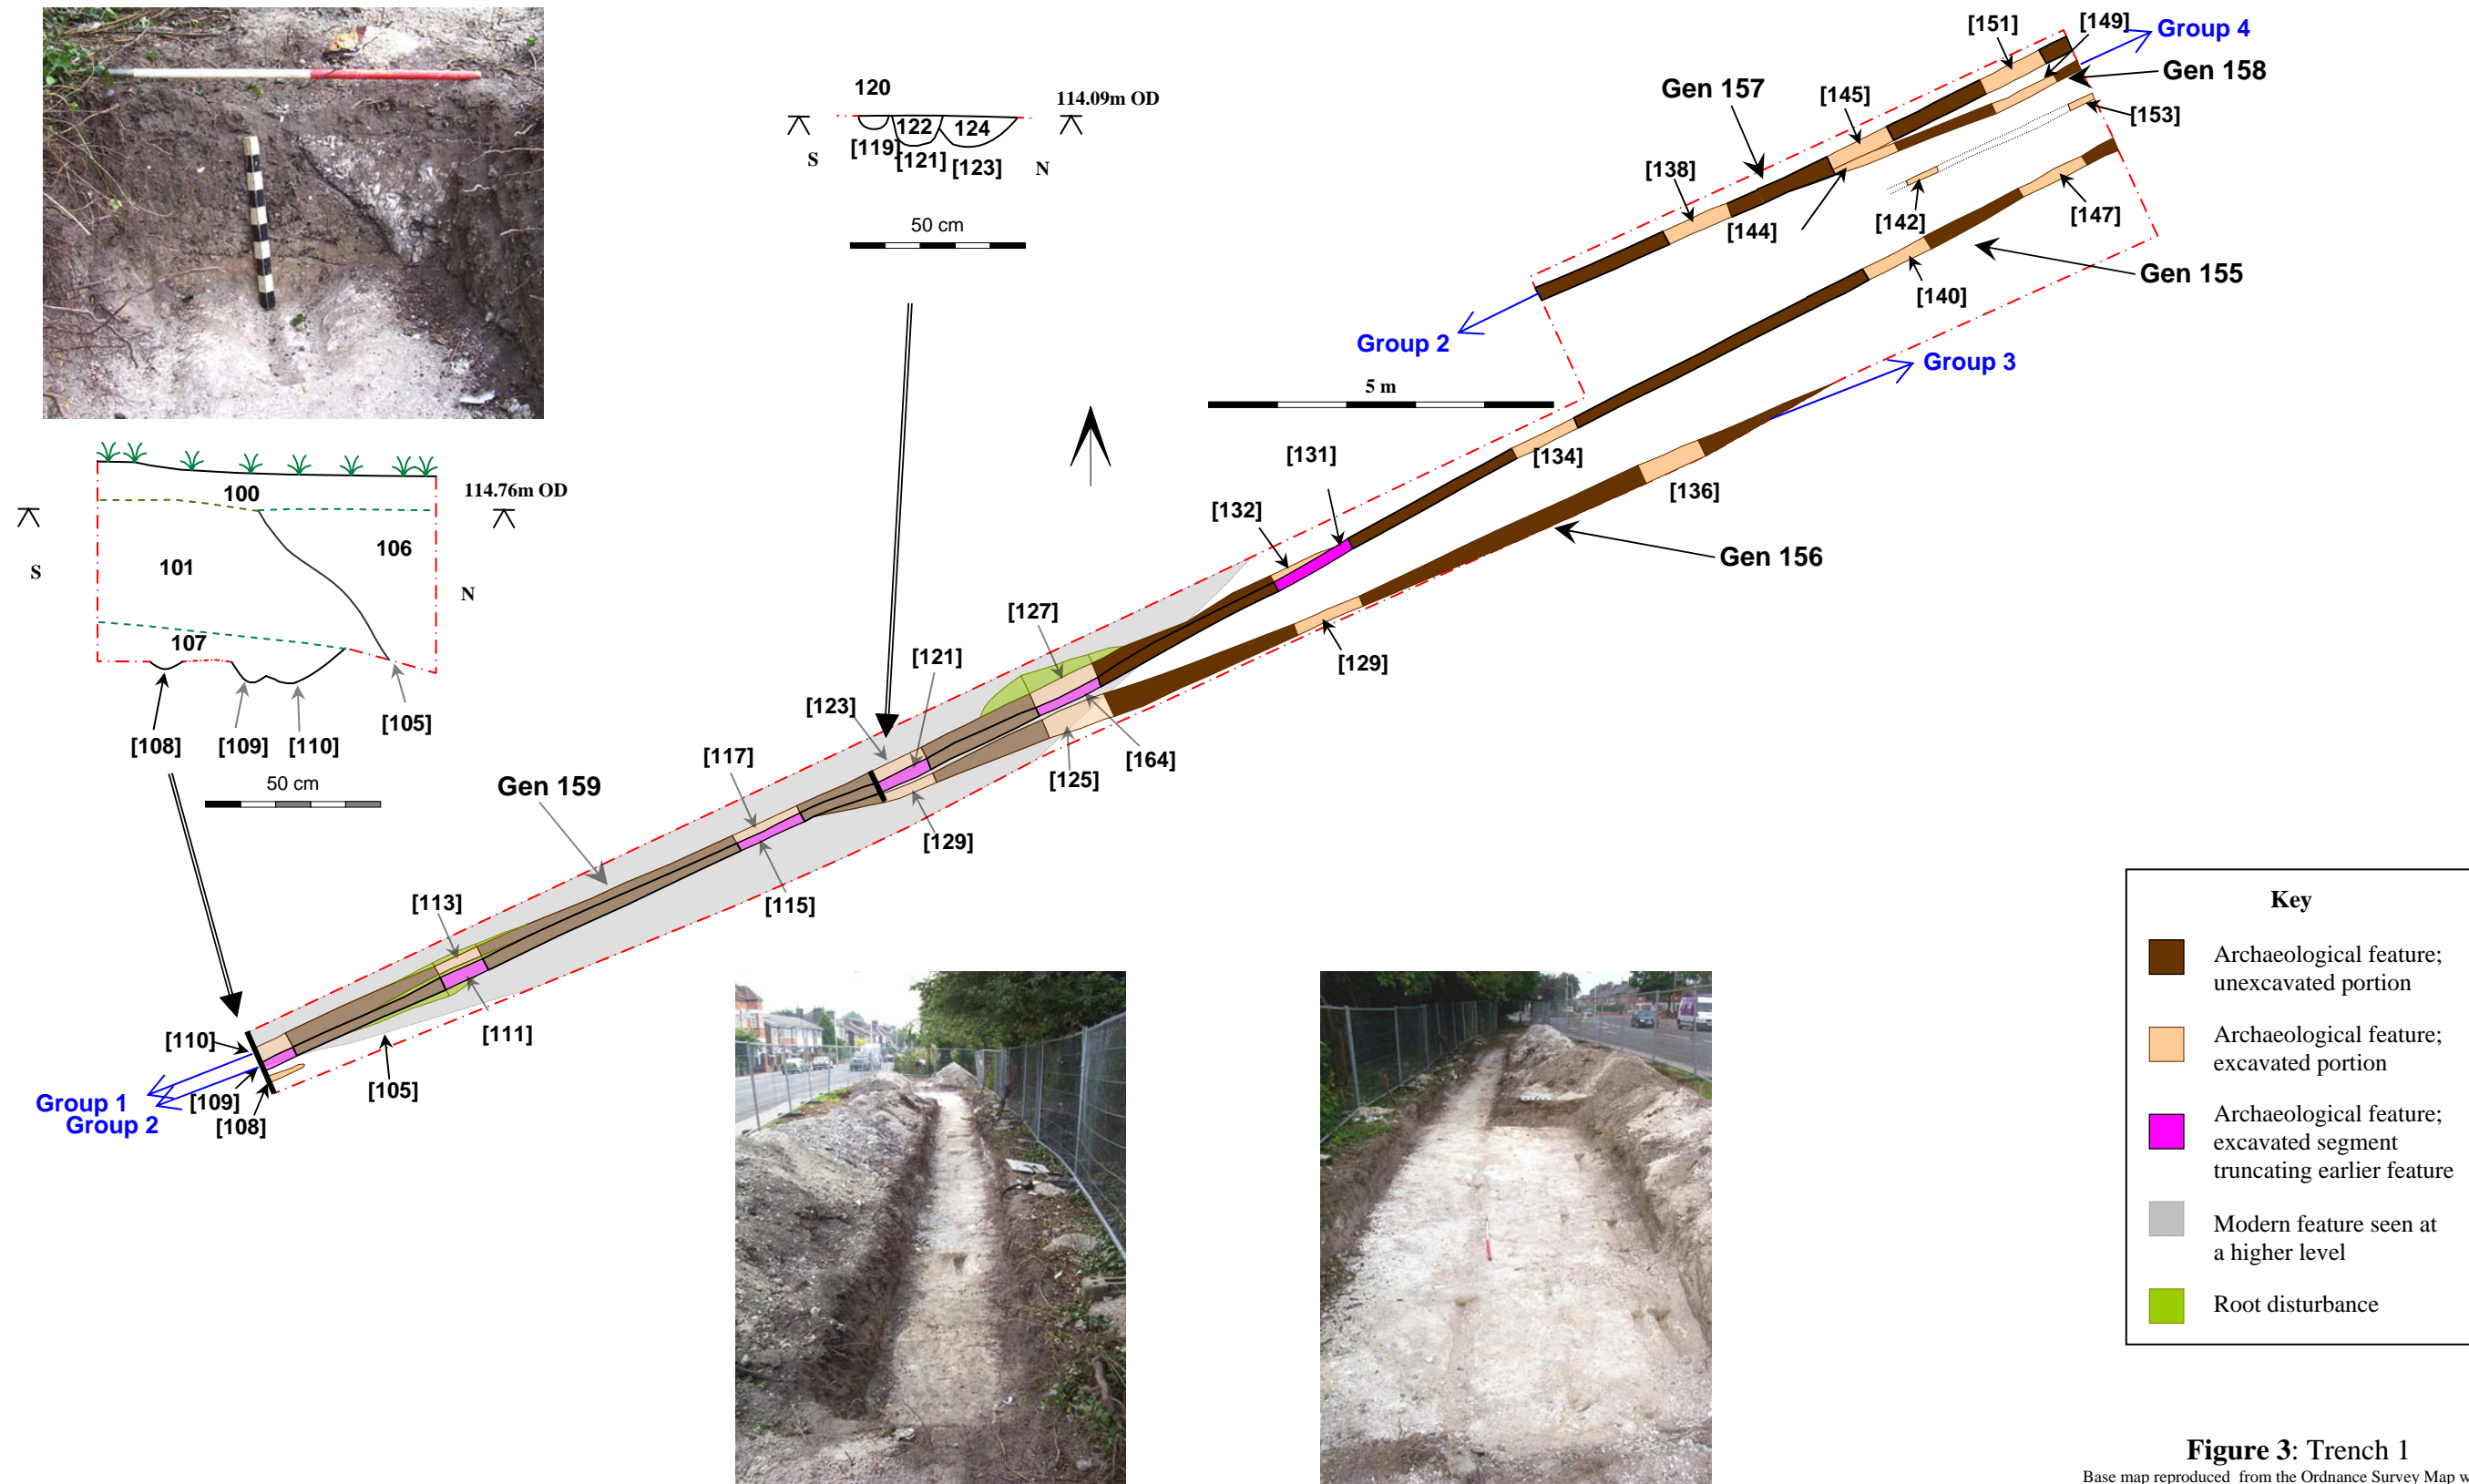 [151]
[149]
Group 4
Gen 158
Gen 157
[145]
[153]
120
114.09m OD
122
124
[119]
[121]
[123]
S
N
50 cm
[138]
[144]
[142]
[147]
Gen 155
[140]
Group 2
Group 3
5 m
[131]
[134]
[136]
[132]
Gen 156
100
114.76m OD
106
101
S
N
107
[105]
[108]
[109]
[110]
50 cm
[127]
[121]
[129]
[123]
[164]
[125]
[117]
Gen 159
[129]
[115]
[113]
[111]
[110]
[105]
[109]
[108]
Group 1
Group 2
Key
Archaeological feature;
unexcavated portion
Archaeological feature;
excavated portion
Archaeological feature;
excavated segment
truncating earlier feature
Modern feature seen at
a higher level
Root disturbance
Figure 3: Trench 1
Base map reproduced from the Ordnance Survey Map w